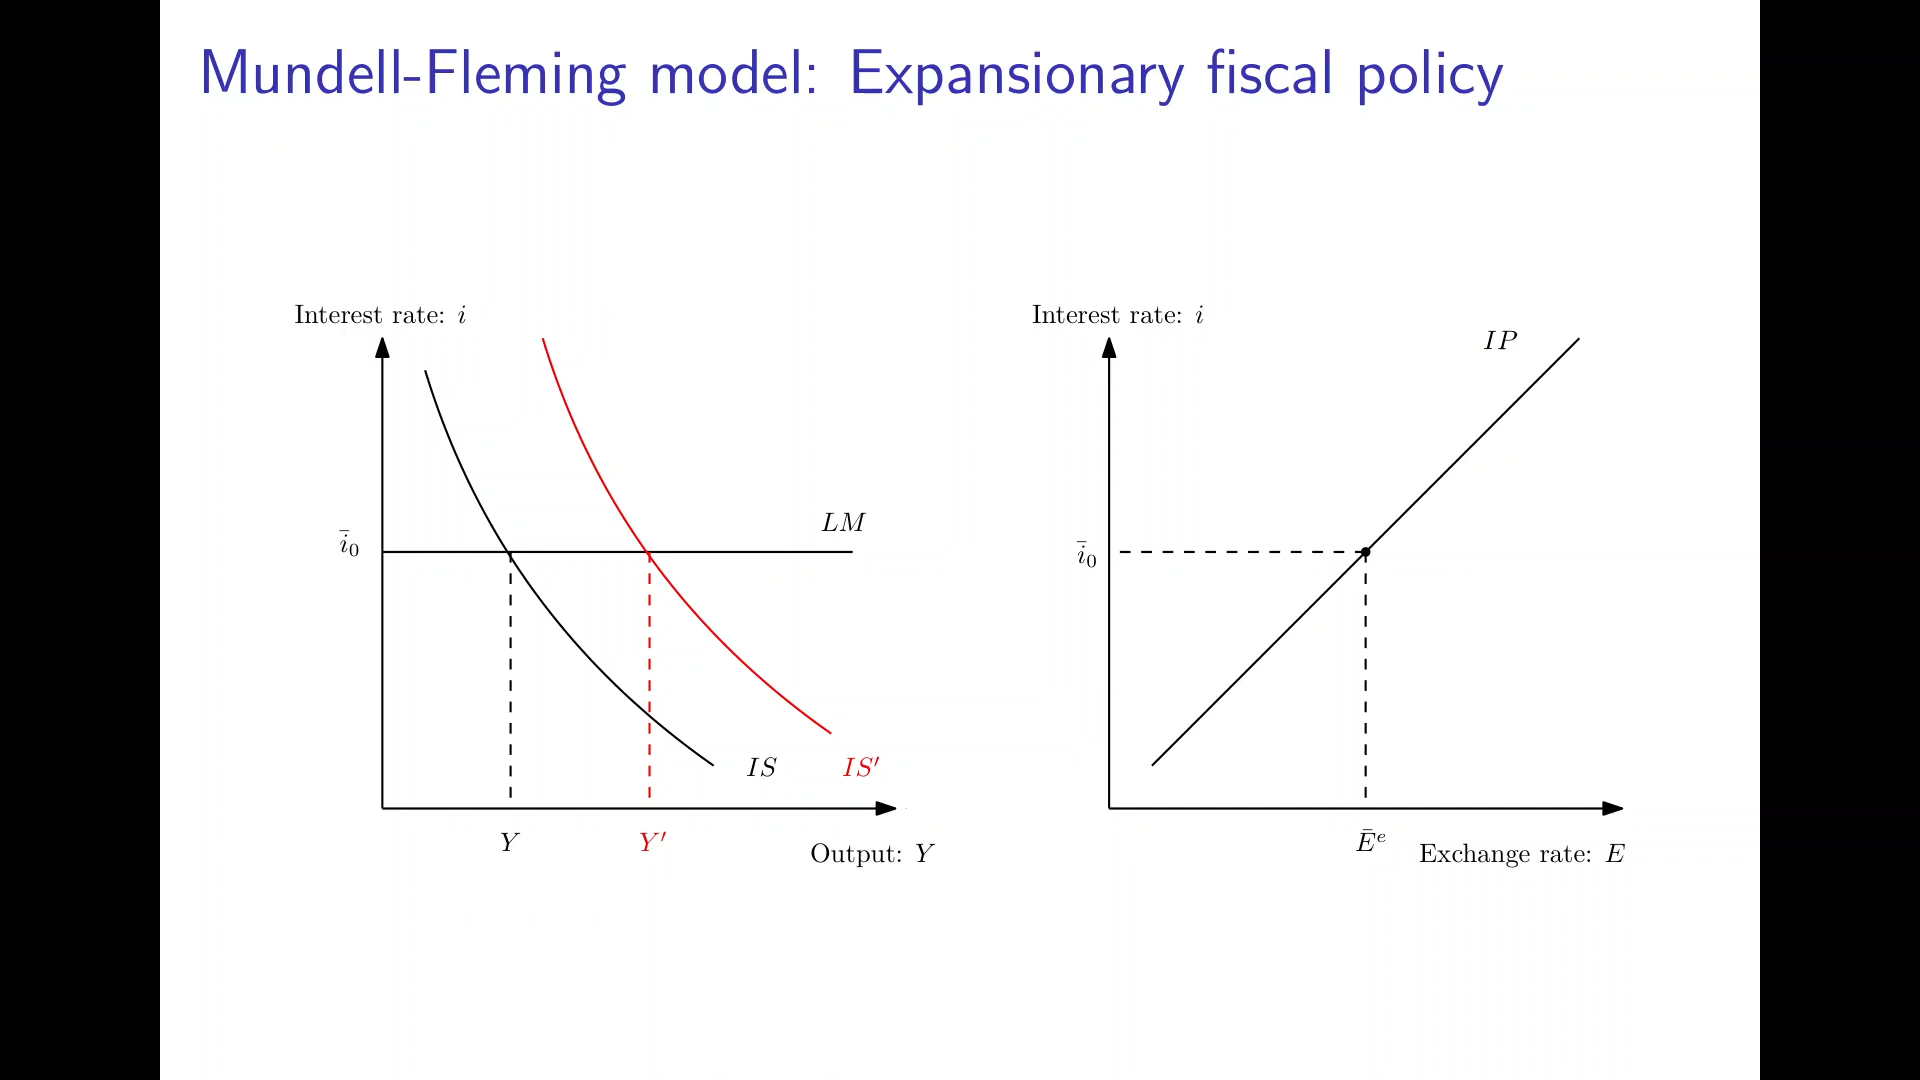 Mundell-Fleming model: Expansionary fiscal policy
Interest rate: i
LM
ī₀
IS
IS′
Y
Y′
Output: Y
Interest rate: i
IP
ī₀
Ēᵉ
Exchange rate: E